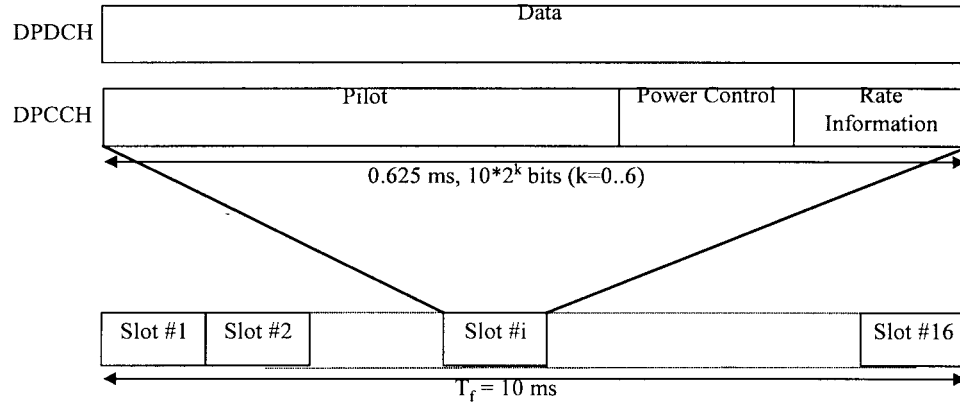 Data
DPDCH
DPCCH
Pilot
Power Control
Rate
Information
0.625 ms, 10*2^k bits (k=0..6)
Slot #1
Slot #2
Slot #i
Slot #16
T_f = 10 ms